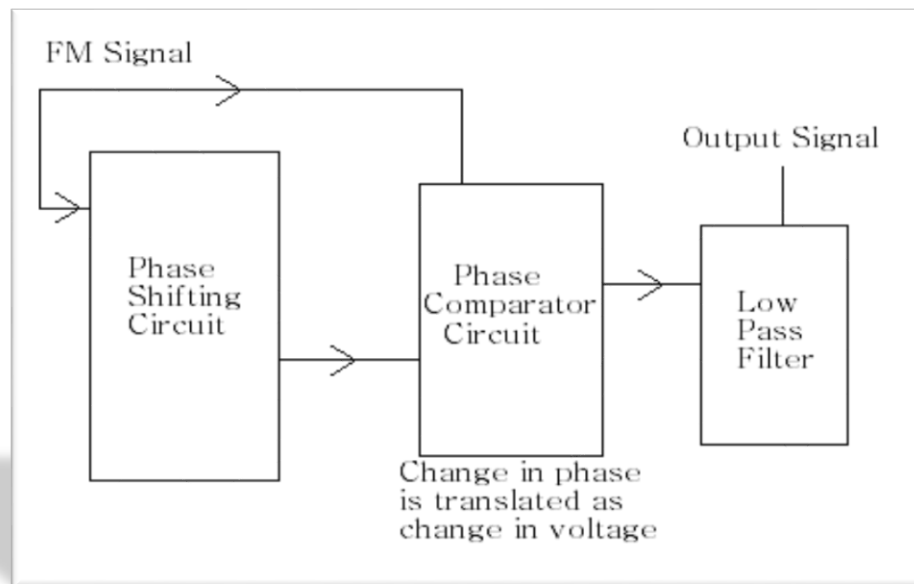 FM Signal
Output Signal
Phase
Shifting
Circuit
Phase
Comparator
Circuit
Low
Pass
Filter
Change in phase
is translated as
change in voltage